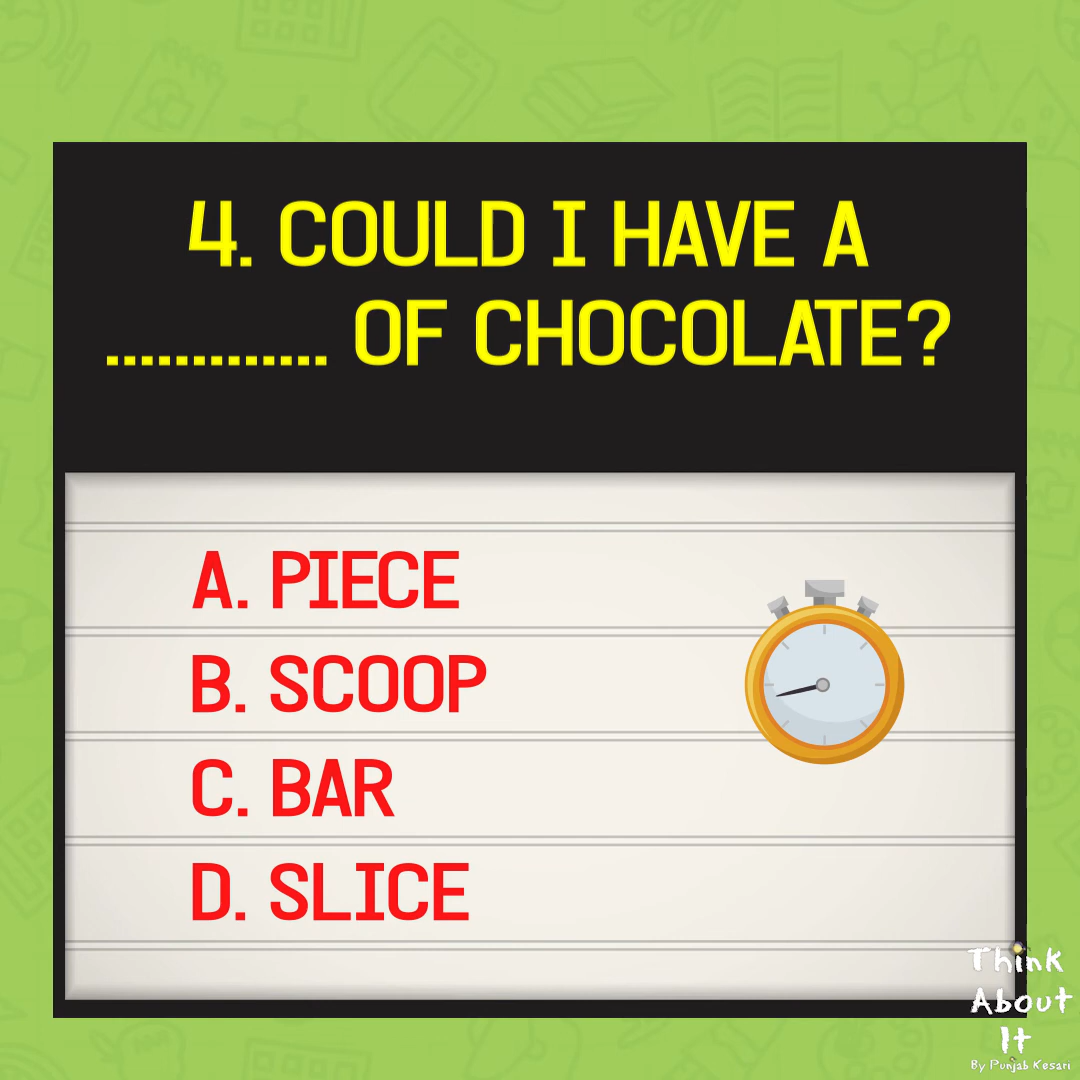 4. COULD I HAVE A
............. OF CHOCOLATE?
A. PIECE
B. SCOOP
C. BAR
D. SLICE
Think
About
It
By Punjab Kesari